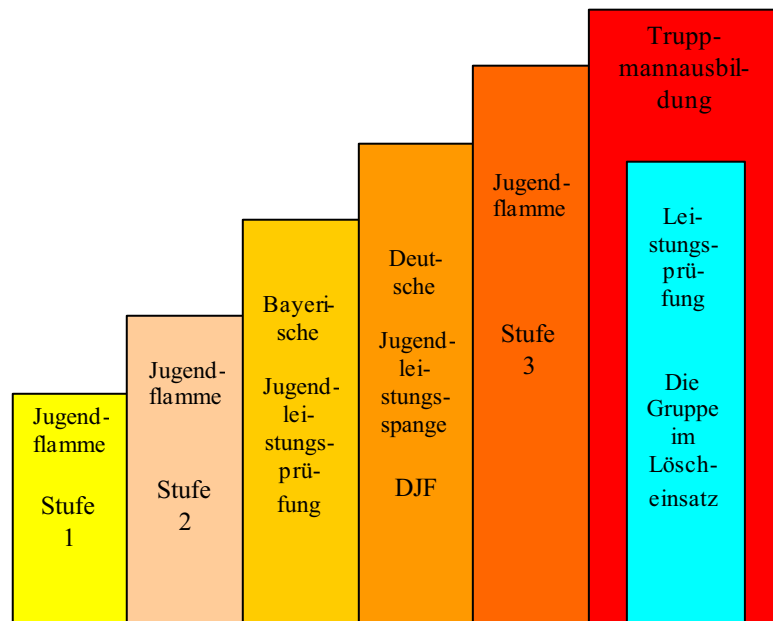 Jugend-
flamme
Stufe
1
Jugend-
flamme
Stufe
2
Bayeri-
sche
Jugend-
lei-
stungs-
prü-
fung
Deut-
sche
Jugend-
lei-
stungs-
spange
DJF
Jugend-
flamme
Stufe
3
Trupp-
mannausbil-
dung
Lei-
stungs-
prü-
fung
Die
Gruppe
im
Lösch-
einsatz